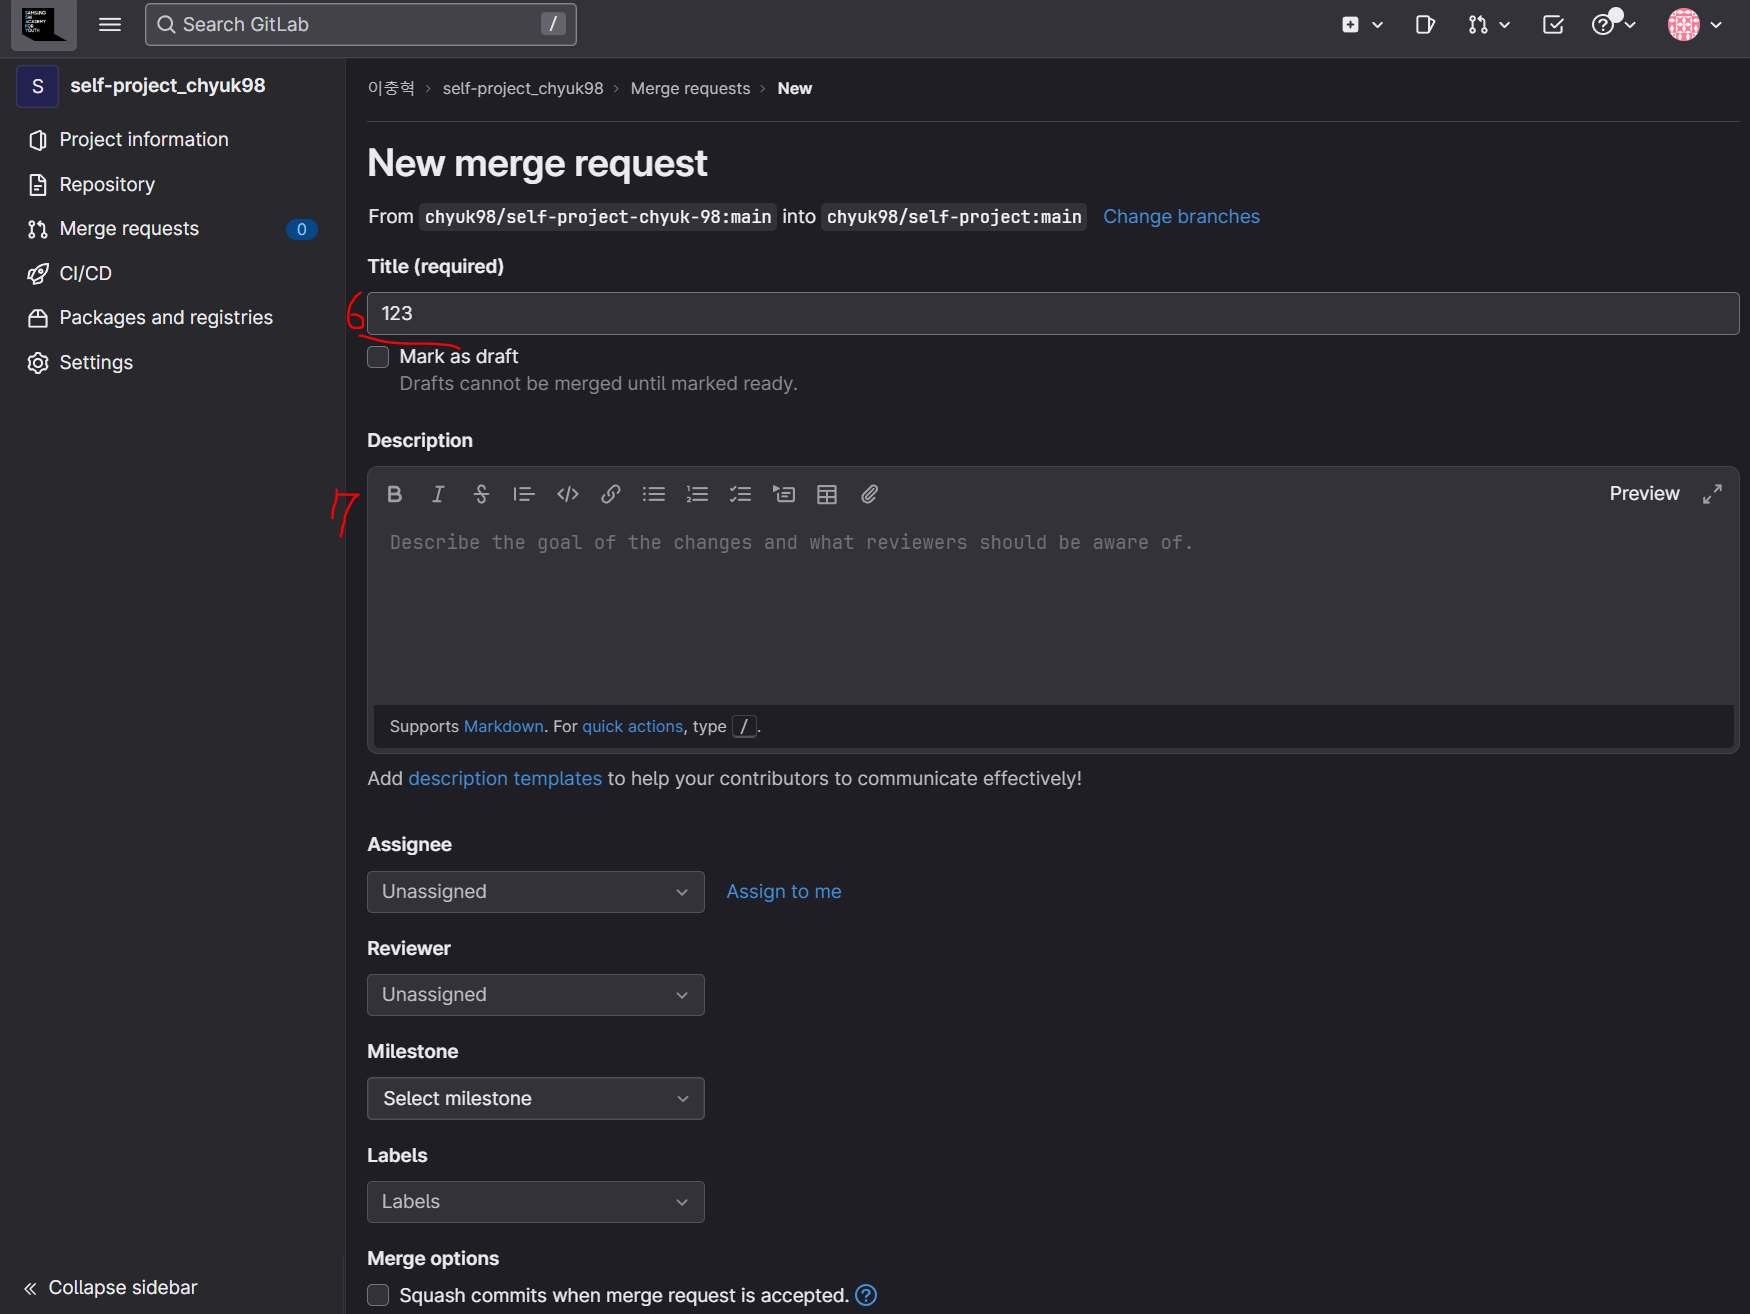 SAMSUNG
SW
ACADEMY
FOR
YOUTH
Search GitLab /
S self-project_chyuk98
Project information
Repository
Merge requests 0
CI/CD
Packages and registries
Settings
Collapse sidebar
이충혁 › self-project_chyuk98 › Merge requests › New
New merge request
From chyuk98/self-project-chyuk-98:main into chyuk98/self-project:main Change branches
Title (required)
6 123
Mark as draft
Drafts cannot be merged until marked ready.
Description
7 Preview
Describe the goal of the changes and what reviewers should be aware of.
Supports Markdown. For quick actions, type /.
Add description templates to help your contributors to communicate effectively!
Assignee
Unassigned Assign to me
Reviewer
Unassigned
Milestone
Select milestone
Labels
Labels
Merge options
Squash commits when merge request is accepted.